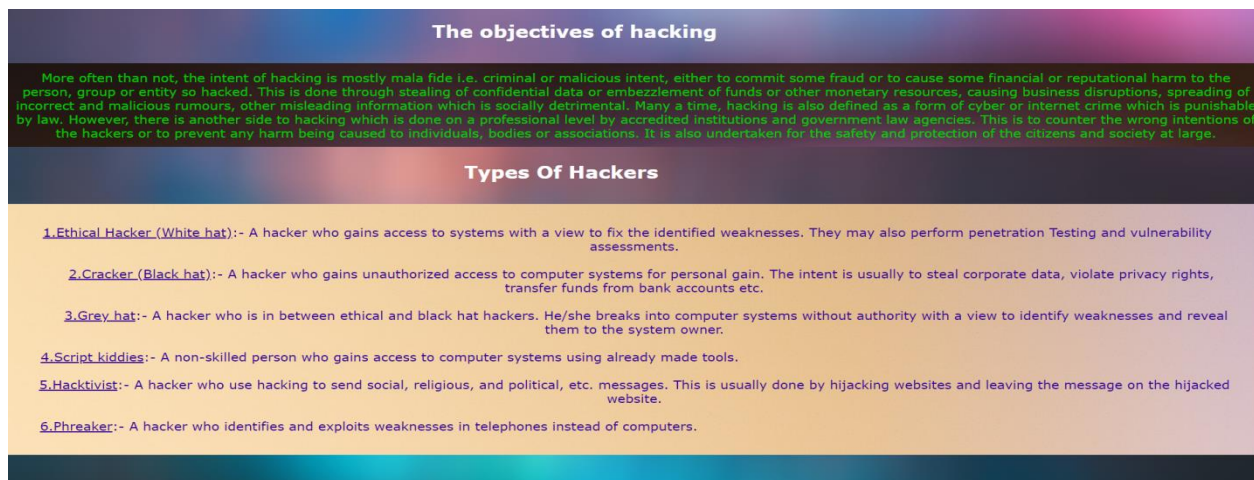 The objectives of hacking
More often than not, the intent of hacking is mostly mala fide i.e. criminal or malicious intent, either to commit some fraud or to cause some financial or reputational harm to the
person, group or entity so hacked. This is done through stealing of confidential data or embezzlement of funds or other monetary resources, causing business disruptions, spreading of
incorrect and malicious rumours, other misleading information which is socially detrimental. Many a time, hacking is also defined as a form of cyber or internet crime which is punishable
by law. However, there is another side to hacking which is done on a professional level by accredited institutions and government law agencies. This is to counter the wrong intentions of
the hackers or to prevent any harm being caused to individuals, bodies or associations. It is also undertaken for the safety and protection of the citizens and society at large.
Types Of Hackers
1.Ethical Hacker (White hat):- A hacker who gains access to systems with a view to fix the identified weaknesses. They may also perform penetration Testing and vulnerability
assessments.
2.Cracker (Black hat):- A hacker who gains unauthorized access to computer systems for personal gain. The intent is usually to steal corporate data, violate privacy rights,
transfer funds from bank accounts etc.
3.Grey hat:- A hacker who is in between ethical and black hat hackers. He/she breaks into computer systems without authority with a view to identify weaknesses and reveal
them to the system owner.
4.Script kiddies:- A non-skilled person who gains access to computer systems using already made tools.
5.Hacktivist:- A hacker who use hacking to send social, religious, and political, etc. messages. This is usually done by hijacking websites and leaving the message on the hijacked
website.
6.Phreaker:- A hacker who identifies and exploits weaknesses in telephones instead of computers.